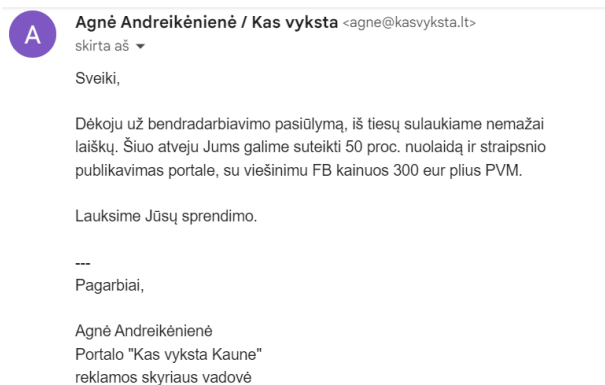 A
Agnė Andreikėnienė / Kas vyksta <agne@kasvyksta.lt>
skirta aš
Sveiki,
Dėkoju už bendradarbiavimo pasiūlymą, iš tiesų sulaukiame nemažai
laiškų. Šiuo atveju Jums galime suteikti 50 proc. nuolaidą ir straipsnio
publikavimas portale, su viešinimu FB kainuos 300 eur plius PVM.
Lauksime Jūsų sprendimo.
---
Pagarbiai,
Agnė Andreikėnienė
Portalo "Kas vyksta Kaune"
reklamos skyriaus vadovė